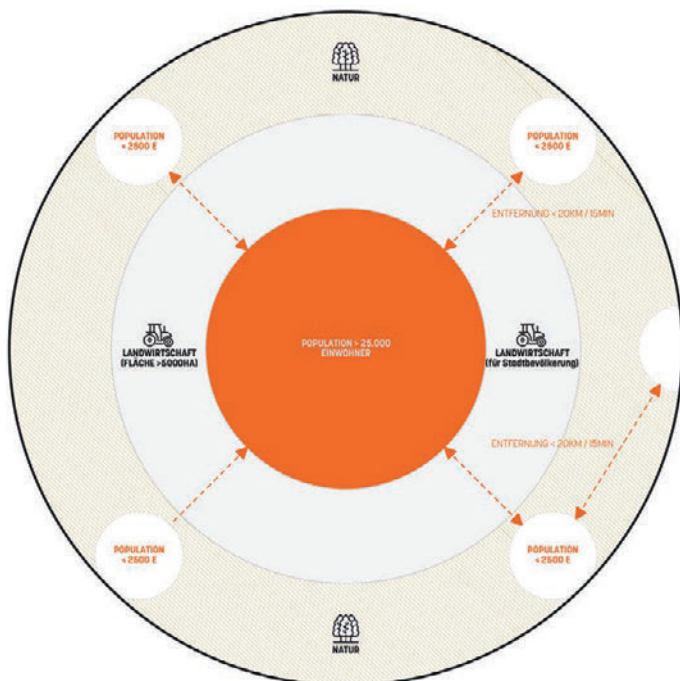 NATUR
POPULATION
< 2500 E
POPULATION
< 2500 E
ENTFERNUNG < 20KM / 15MIN
LANDWIRTSCHAFT
(FLÄCHE >5000HA)
POPULATION > 25.000
EINWOHNER
LANDWIRTSCHAFT
(für Stadtbevölkerung)
ENTFERNUNG < 20KM / 15MIN
POPULATION
< 2500 E
POPULATION
< 2500 E
NATUR